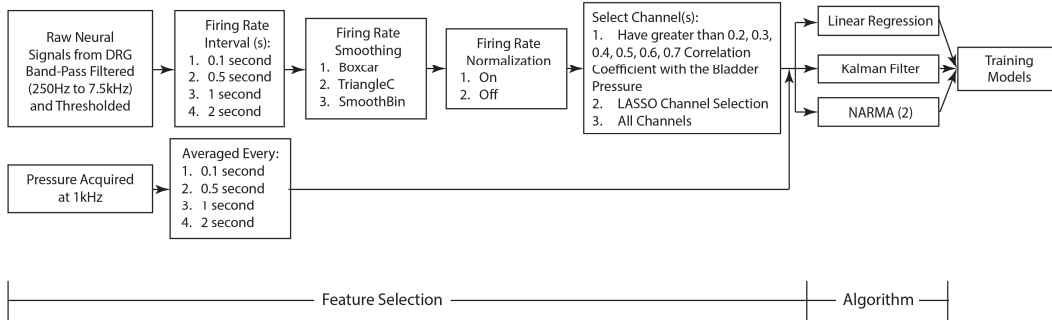 Raw Neural
Signals from DRG
Band-Pass Filtered
(250Hz to 7.5kHz)
and Thresholded
Firing Rate
Interval (s):
1. 0.1 second
2. 0.5 second
3. 1 second
4. 2 second
Firing Rate
Smoothing
1. Boxcar
2. TriangleC
3. SmoothBin
Firing Rate
Normalization
1. On
2. Off
Select Channel(s):
1. Have greater than 0.2, 0.3,
0.4, 0.5, 0.6, 0.7 Correlation
Coefficient with the Bladder
Pressure
2. LASSO Channel Selection
3. All Channels
Linear Regression
Kalman Filter
NARMA (2)
Training
Models
Pressure Acquired
at 1kHz
Averaged Every:
1. 0.1 second
2. 0.5 second
3. 1 second
4. 2 second
Feature Selection
Algorithm